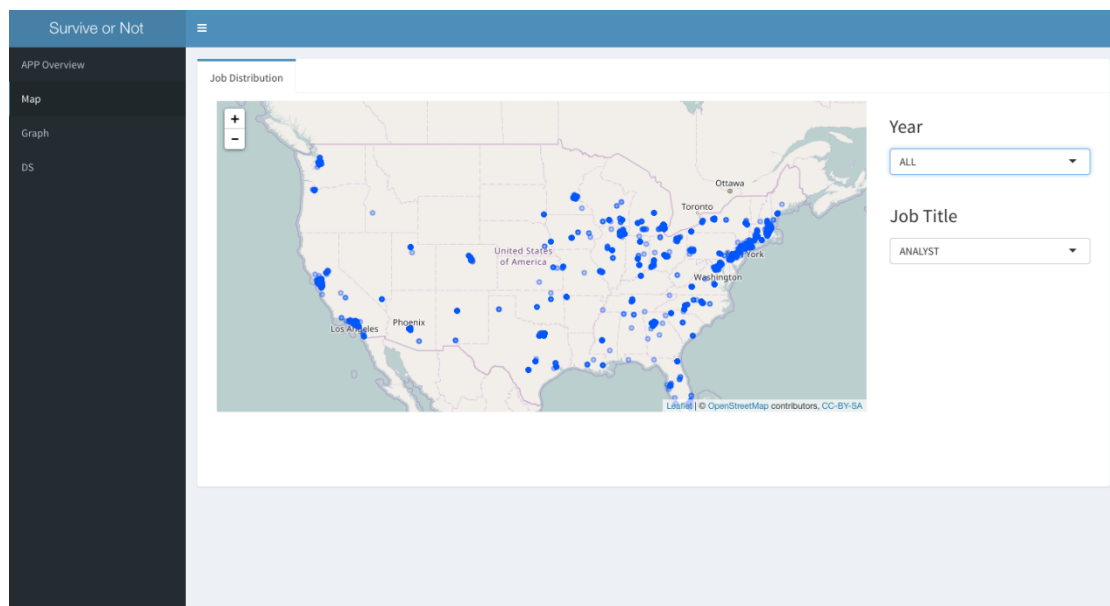 Survive or Not
APP Overview
Map
Graph
DS
Job Distribution
+
−
Ottawa
Toronto
United States
of America
York
Washington
Los Angeles
Phoenix
Leaflet | © OpenStreetMap contributors, CC-BY-SA
Year
ALL
Job Title
ANALYST